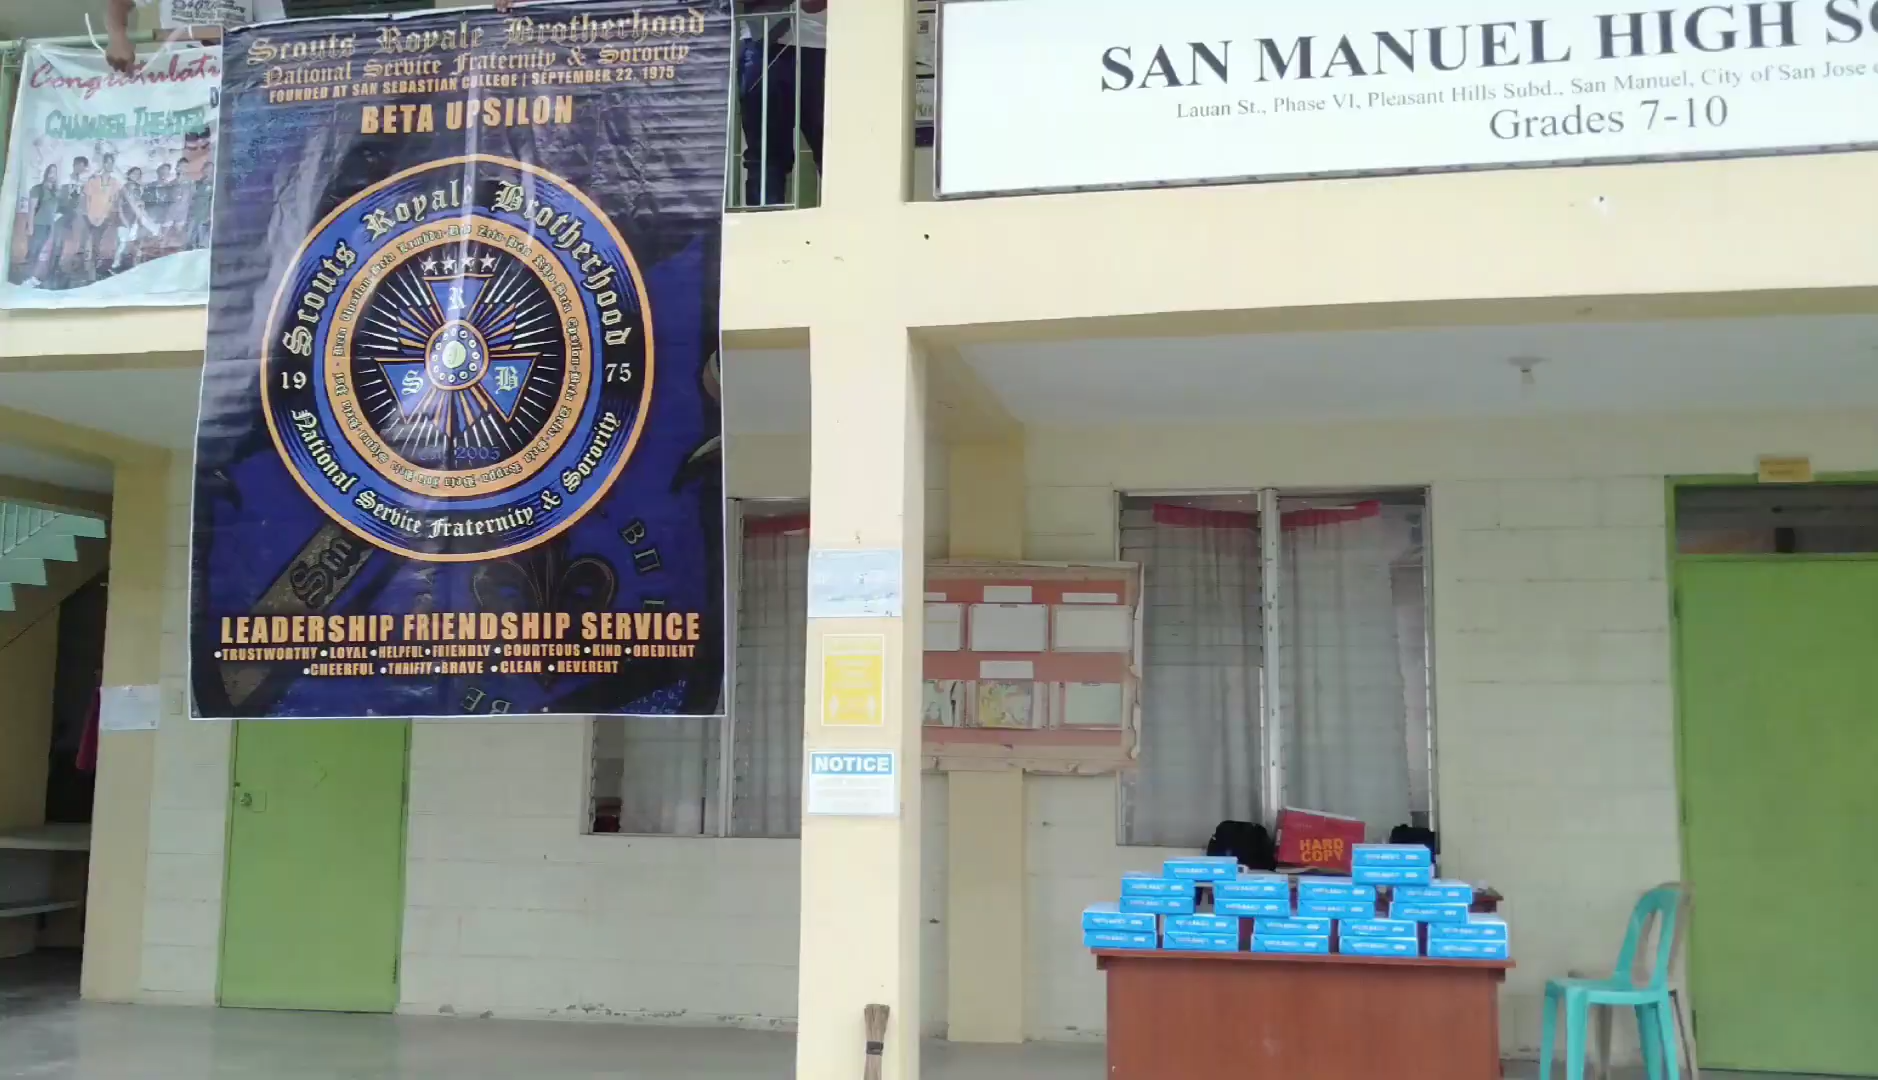 Congratulati
CHAMBER THEATER
Scouts Royale Brotherhood
National Service Fraternity & Sorority
FOUNDED AT SAN SEBASTIAN COLLEGE | SEPTEMBER 22, 1975
BETA UPSILON
Scouts Royale Brotherhood
R
S B
19 75
est. 2005
National Service Fraternity & Sorority
LEADERSHIP FRIENDSHIP SERVICE
•TRUSTWORTHY •LOYAL •HELPFUL •FRIENDLY •COURTEOUS •KIND •OBEDIENT
•CHEERFUL •THRIFTY •BRAVE •CLEAN •REVERENT
SAN MANUEL HIGH SC
Lauan St., Phase VI, Pleasant Hills Subd., San Manuel, City of San Jose
Grades 7-10
NOTICE
HARD
COPY